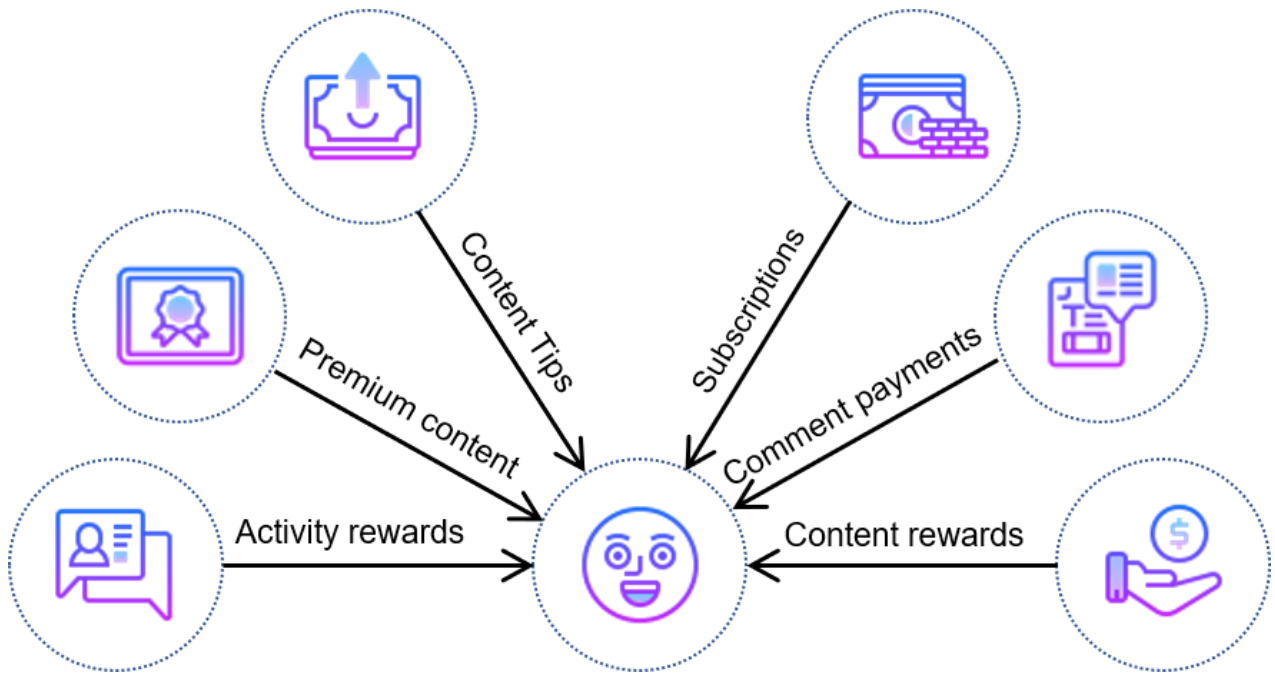 Content Tips
Subscriptions
Premium content
Comment payments
Activity rewards
Content rewards
$